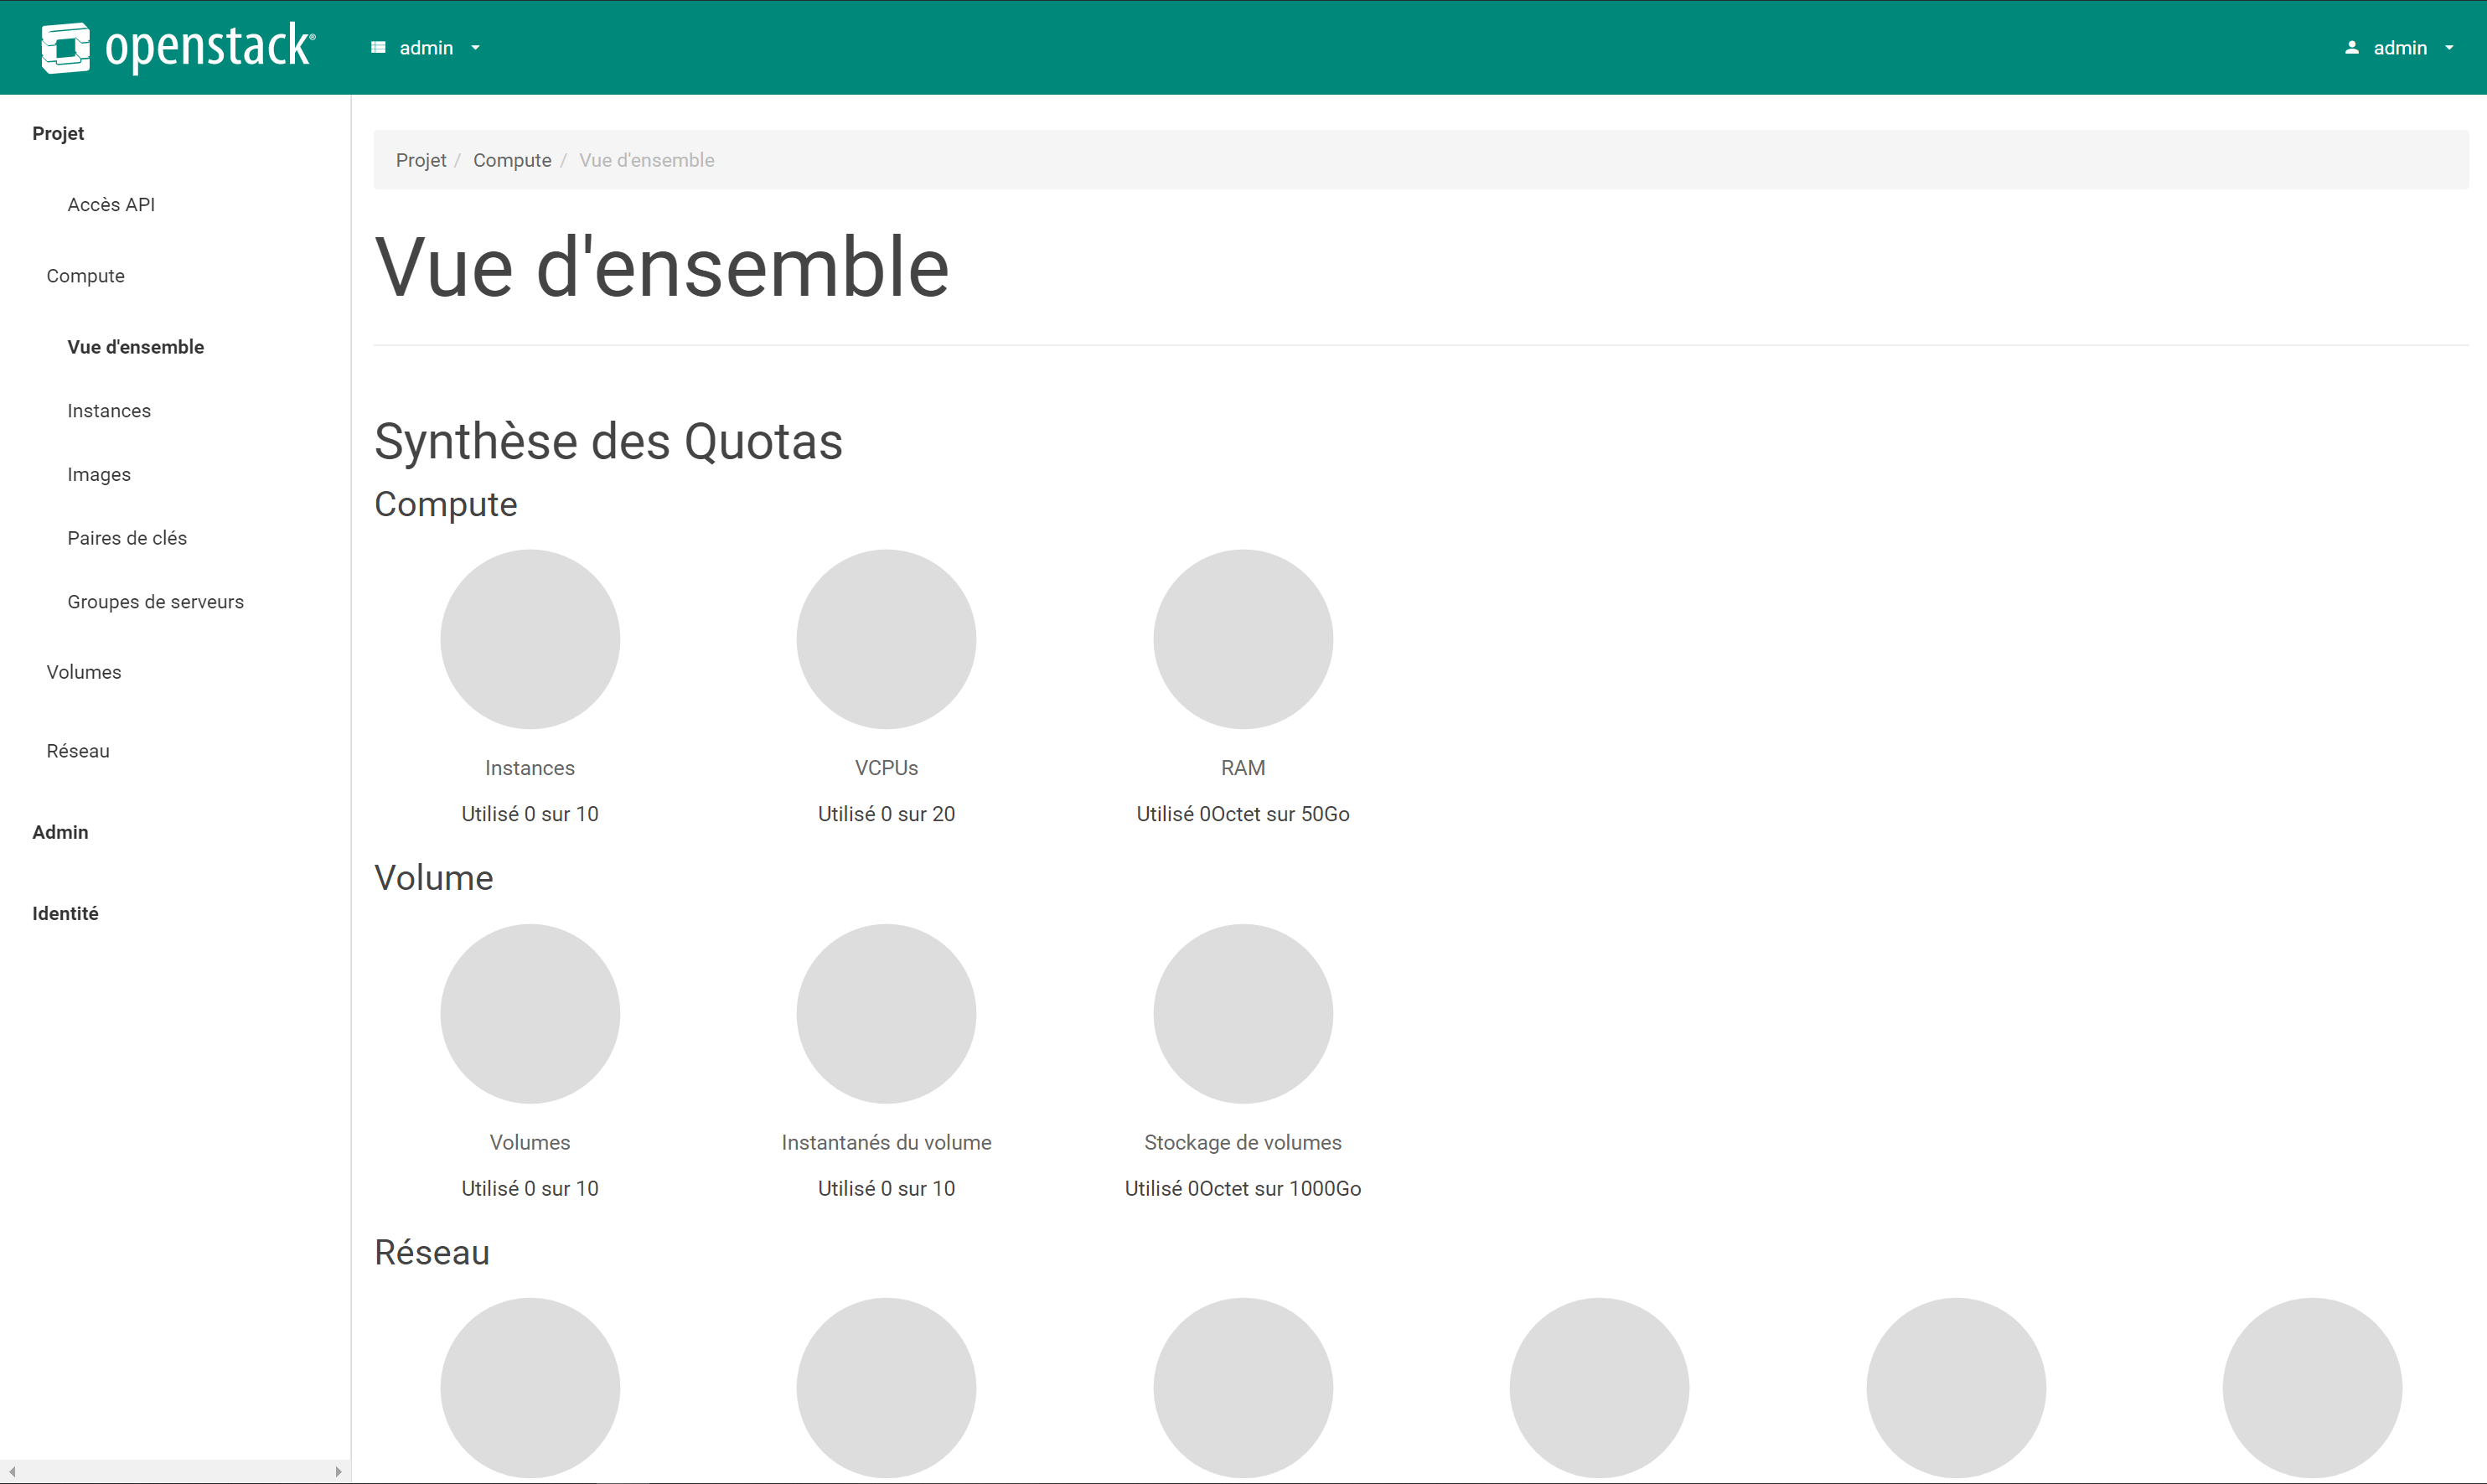 openstack®
admin
admin
Projet
Accès API
Compute
Vue d'ensemble
Instances
Images
Paires de clés
Groupes de serveurs
Volumes
Réseau
Admin
Identité
Projet / Compute / Vue d'ensemble
Vue d'ensemble
Synthèse des Quotas
Compute
Instances
Utilisé 0 sur 10
VCPUs
Utilisé 0 sur 20
RAM
Utilisé 0Octet sur 50Go
Volume
Volumes
Utilisé 0 sur 10
Instantanés du volume
Utilisé 0 sur 10
Stockage de volumes
Utilisé 0Octet sur 1000Go
Réseau